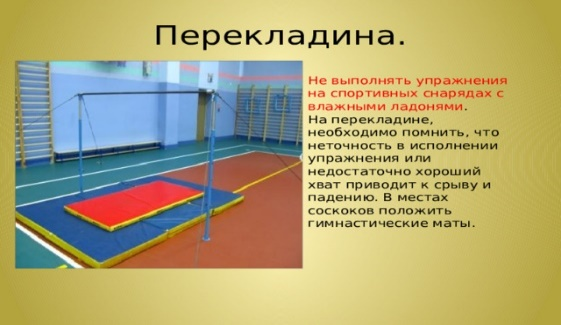 Перекладина.
Не выполнять упражнения
на спортивных снарядах с
влажными ладонями.
На перекладине,
необходимо помнить, что
неточность в исполнении
упражнения или
недостаточно хороший
хват приводит к срыву и
падению. В местах
соскоков положить
гимнастические маты.